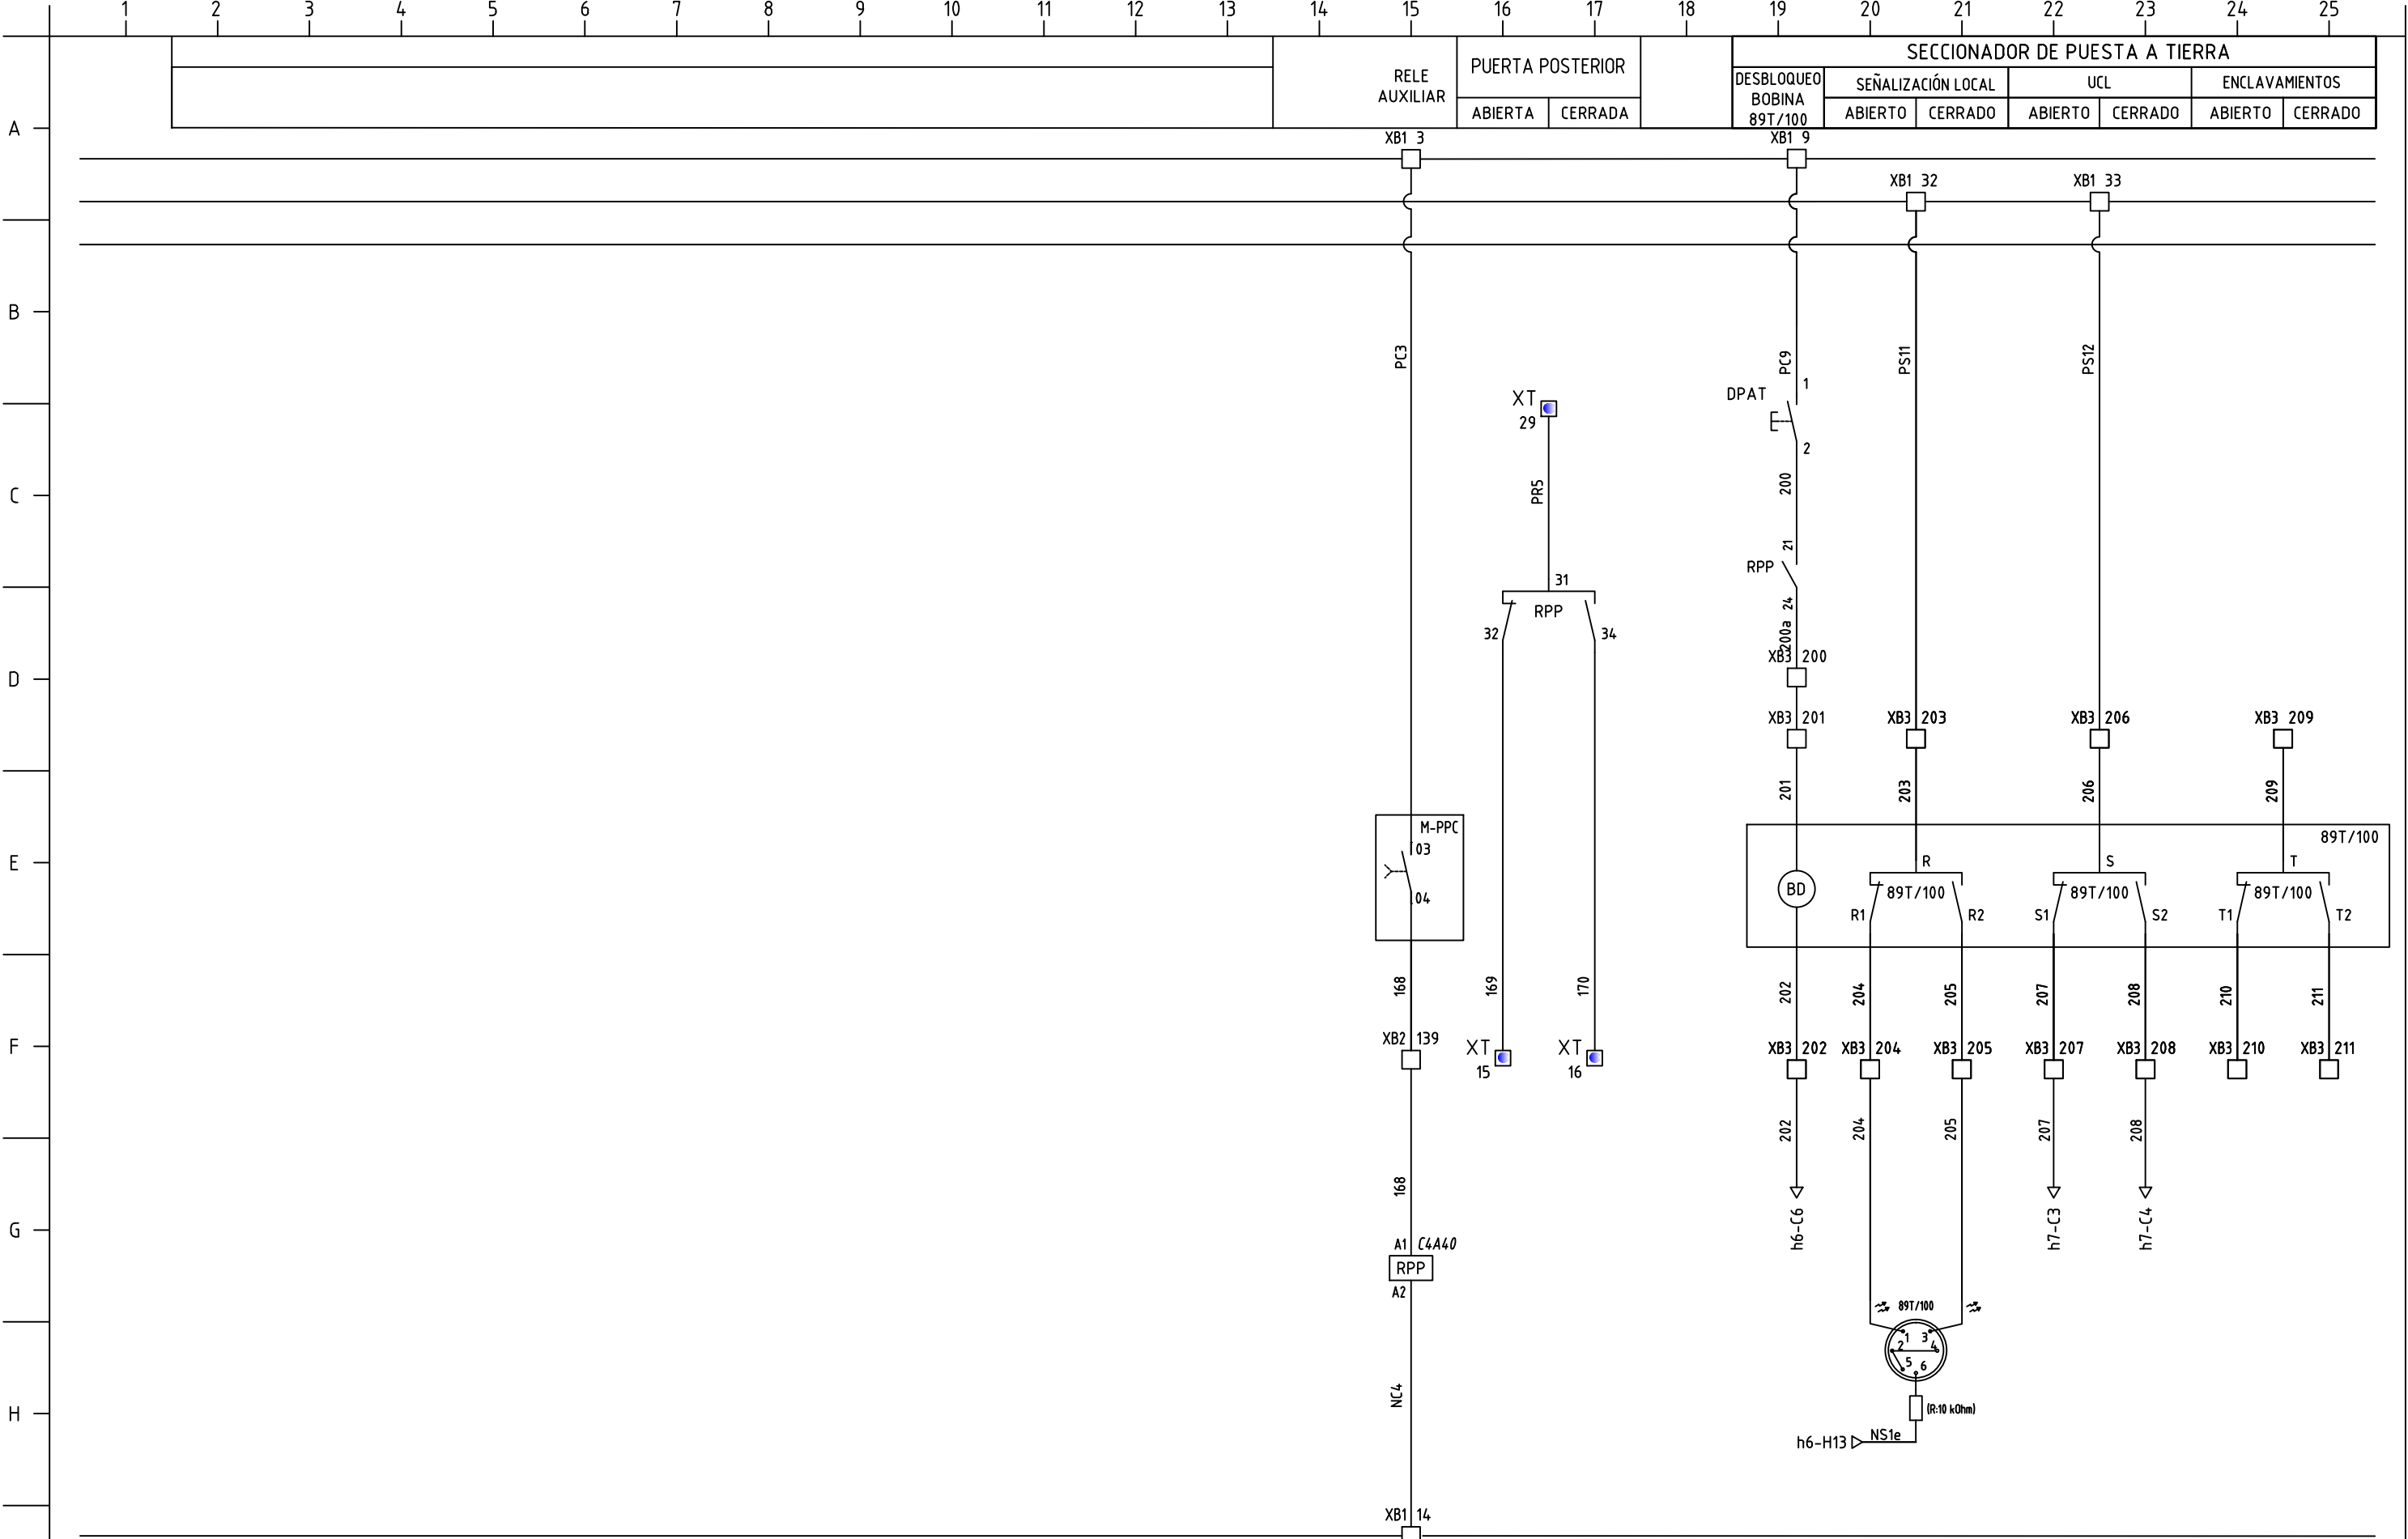 1 2 3 4 5 6 7 8 9 10 11 12 13 14 15 16 17 18 19 20 21 22 23 24 25
SECCIONADOR DE PUESTA A TIERRA
RELE
AUXILIAR
PUERTA POSTERIOR
ABIERTA CERRADA
DESBLOQUEO
BOBINA
89T/100
SEÑALIZACIÓN LOCAL UCL ENCLAVAMIENTOS
ABIERTO CERRADO ABIERTO CERRADO ABIERTO CERRADO
A
XB1 3 XB1 9
XB1 32 XB1 33
B
PC3 PC9 PS11 PS12
1
DPAT
XT
29
2
C
PR5 200
21
RPP
31
RPP
24
32 34
200a
XB3 200
D
XB3 201 XB3 203 XB3 206 XB3 209
201 203 206 209
M-PPC
89T/100
03
E
R S T
BD
89T/100 89T/100 89T/100
04
R1 R2 S1 S2 T1 T2
168 169 170 202 204 205 207 208 210 211
XB2 139
F
XT XT
15 16
XB3 202 XB3 204 XB3 205 XB3 207 XB3 208 XB3 210 XB3 211
202 204 205 207 208
168
G
h6-C6 h7-C3 h7-C4
A1 C4A40
RPP
A2
89T/100
1 3
2 4
5 6
NC4
H
(R:10 kOhm)
NS1e
h6-H13
XB1 14